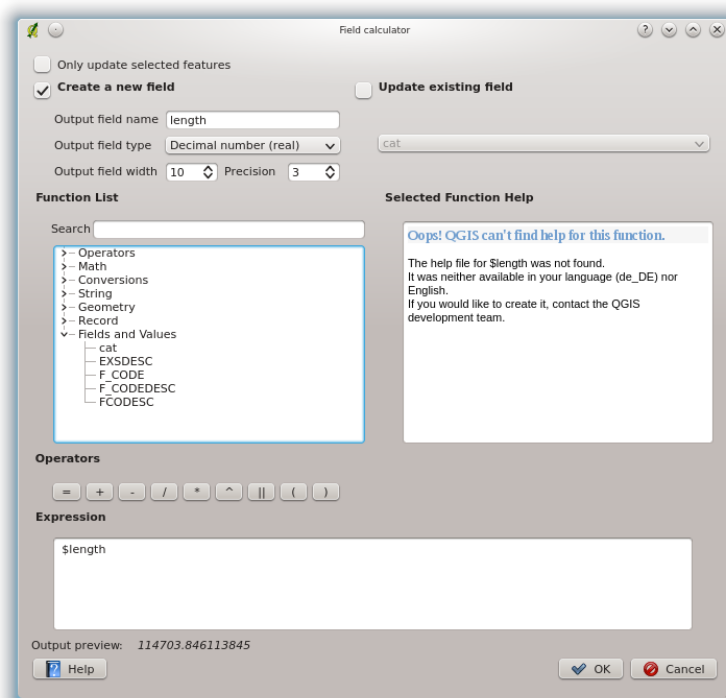 Field calculator
Only update selected features
Create a new field
Update existing field
Output field name length
Output field type Decimal number (real)
cat
Output field width 10 Precision 3
Function List
Selected Function Help
Search
Operators
Math
Conversions
String
Geometry
Record
Fields and Values
cat
EXSDESC
F_CODE
F_CODEDESC
FCODESC
Oops! QGIS can't find help for this function.
The help file for $length was not found.
It was neither available in your language (de_DE) nor
English.
If you would like to create it, contact the QGIS
development team.
Operators
= + - / * ^ || ( )
Expression
$length
Output preview: 114703.846113845
Help
OK
Cancel